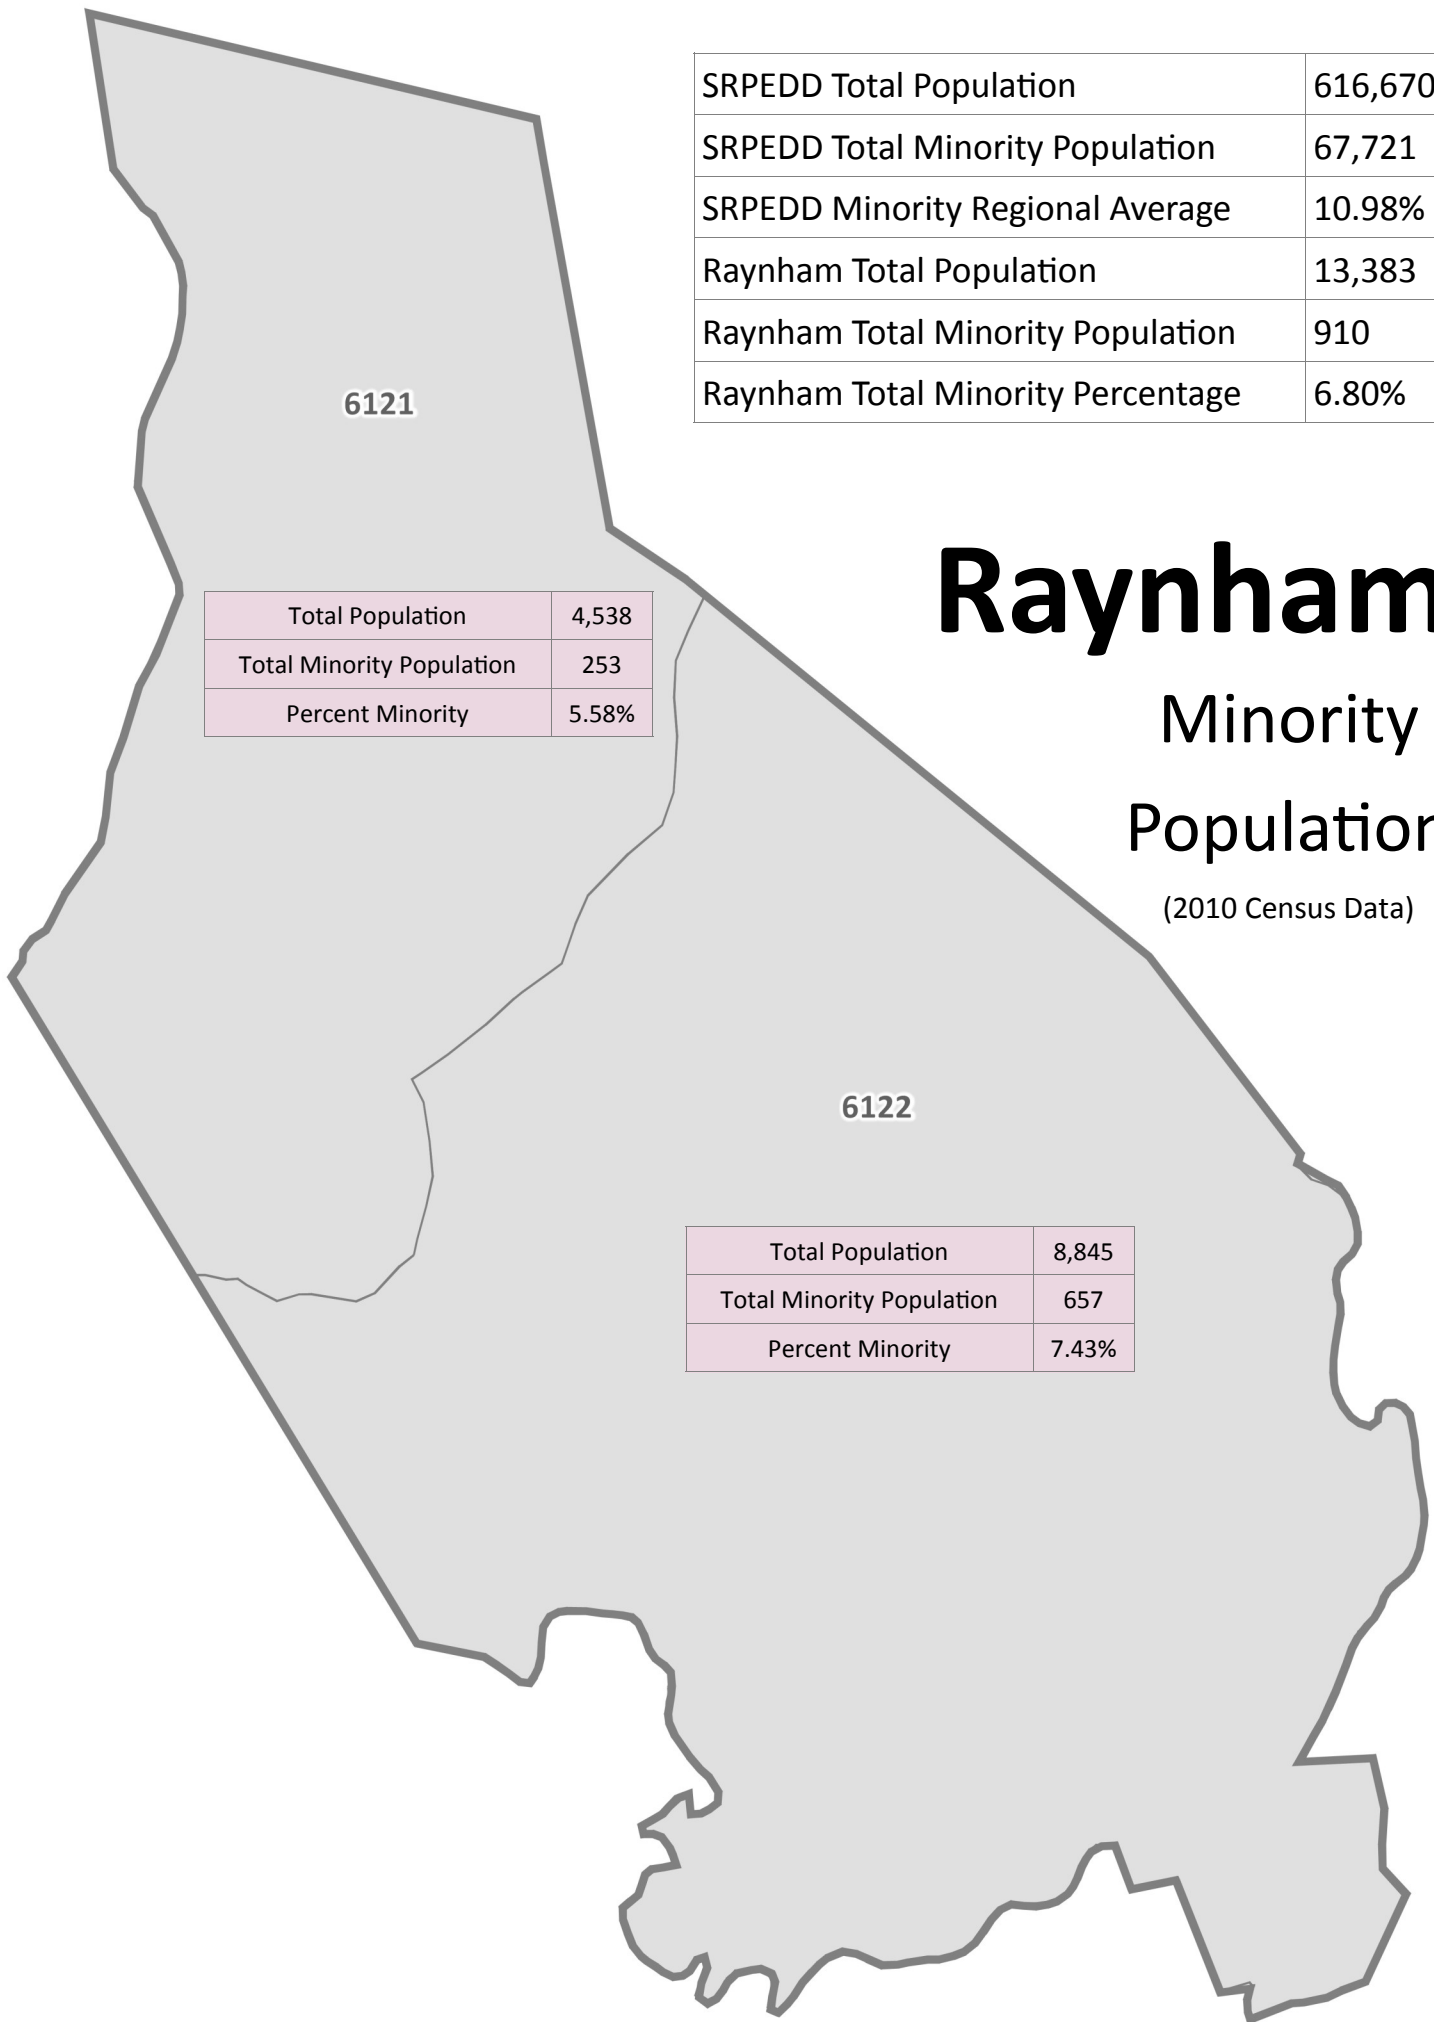 SRPEDD Total Population 616,670
SRPEDD Total Minority Population 67,721
SRPEDD Minority Regional Average 10.98%
Raynham Total Population 13,383
Raynham Total Minority Population 910
Raynham Total Minority Percentage 6.80%
6121
Raynham
Minority
Population
(2010 Census Data)
Total Population 4,538
Total Minority Population 253
Percent Minority 5.58%
6122
Total Population 8,845
Total Minority Population 657
Percent Minority 7.43%